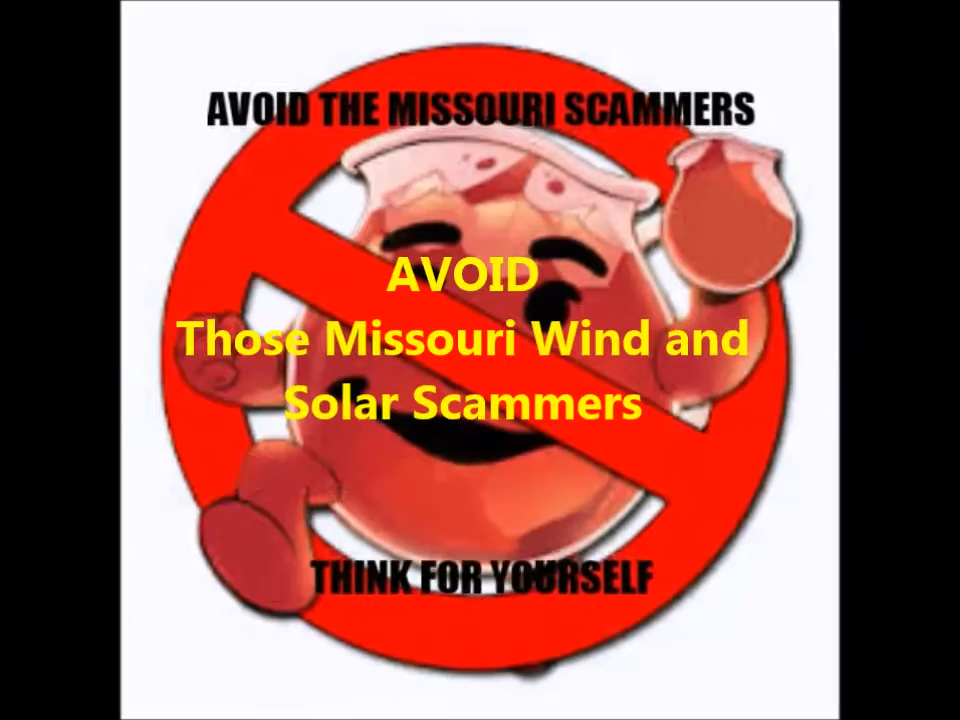 AVOID THE MISSOURI SCAMMERS
AVOID
Those Missouri Wind and
Solar Scammers
THINK FOR YOURSELF